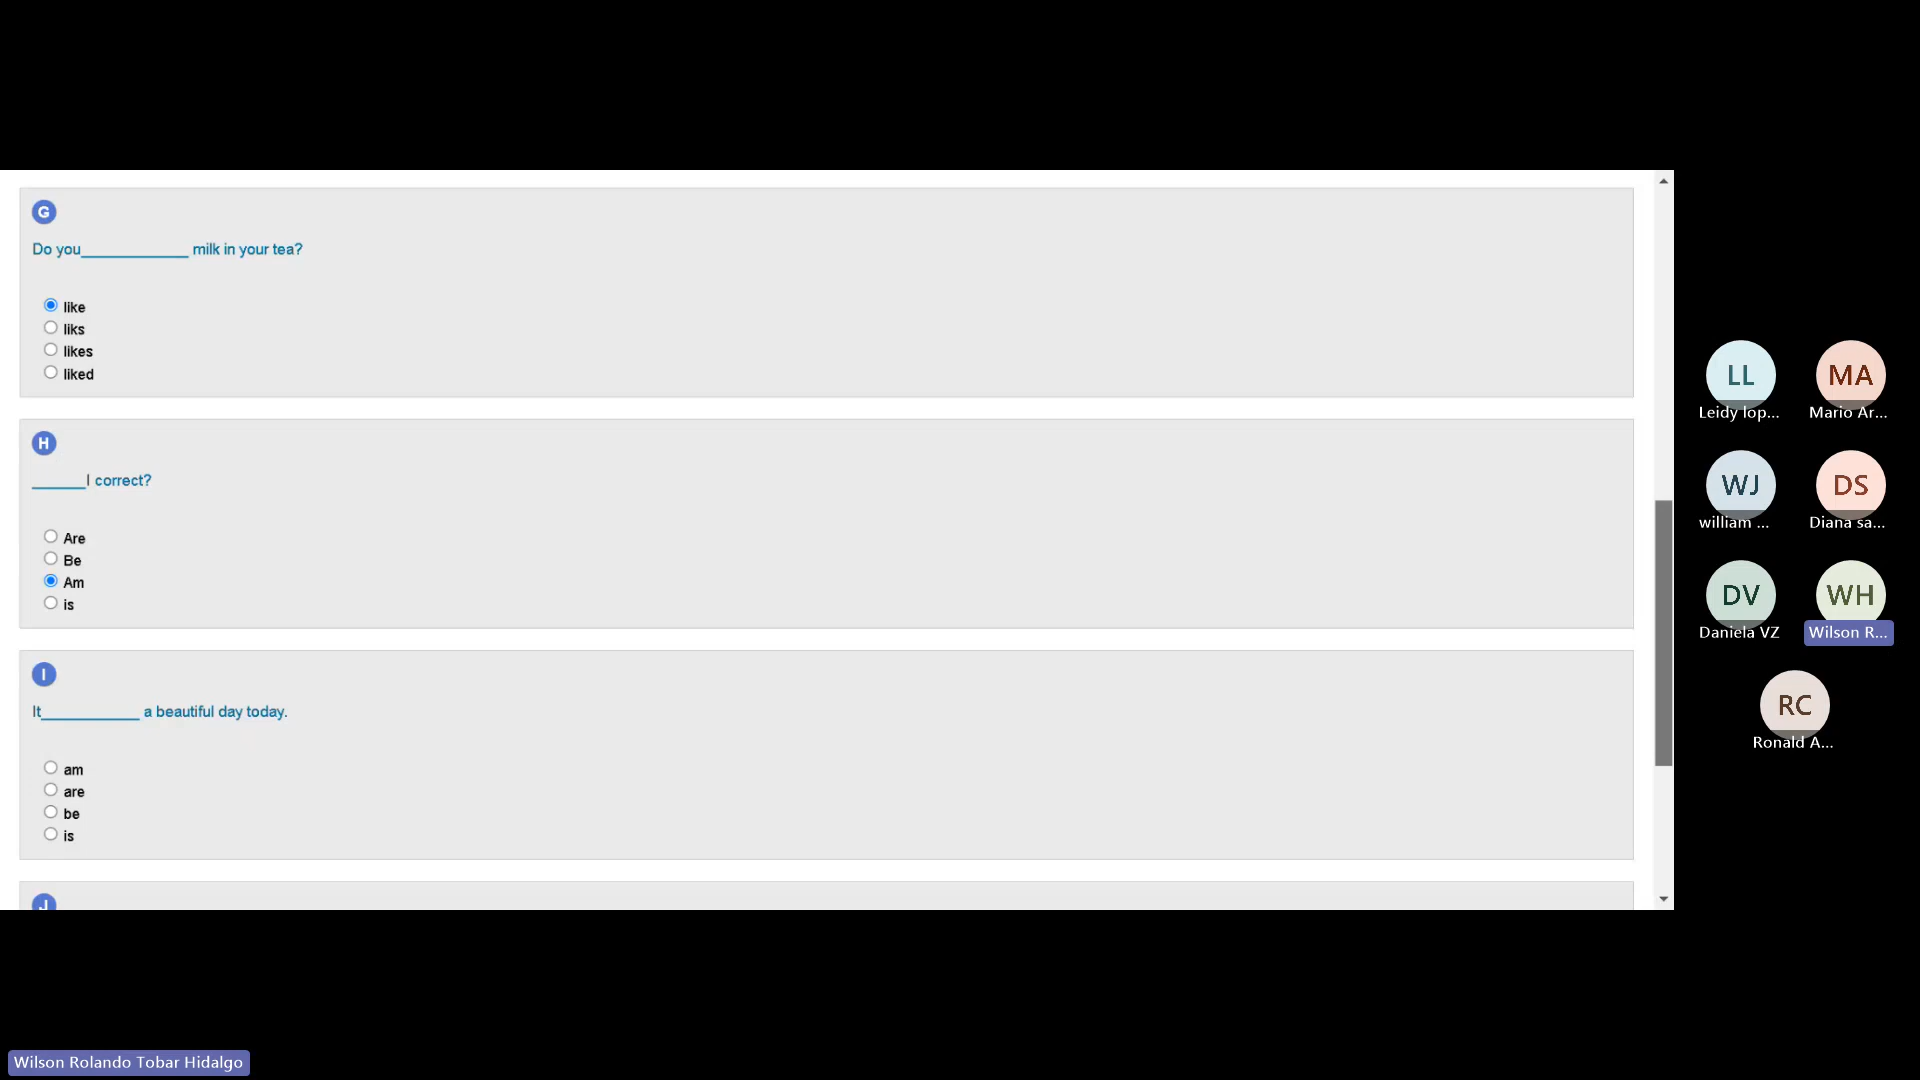 G
Do you_____________ milk in your tea?
like
liks
likes
liked
H
______I correct?
Are
Be
Am
is
I
It____________ a beautiful day today.
am
are
be
is
J
LL
Leidy lop...
MA
Mario Ar...
WJ
william ...
DS
Diana sa...
DV
Daniela VZ
WH
Wilson R...
RC
Ronald A...
Wilson Rolando Tobar Hidalgo